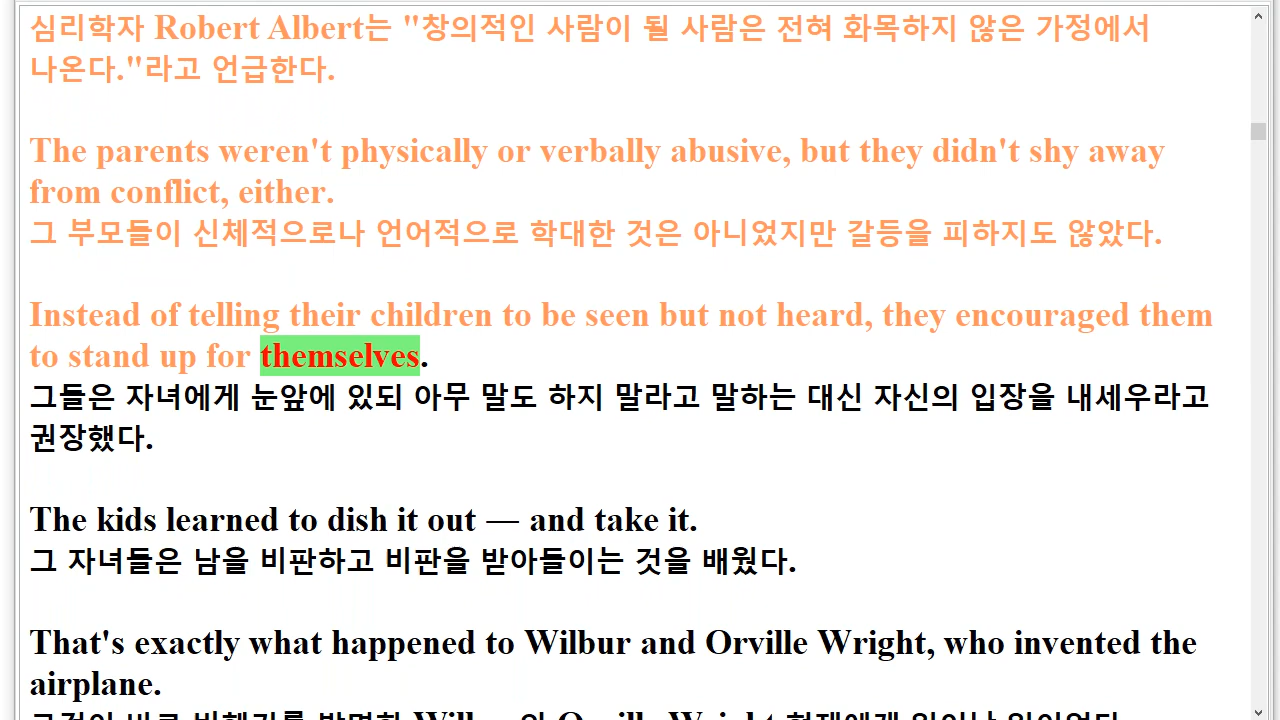 심리학자 Robert Albert는 "창의적인 사람이 될 사람은 전혀 화목하지 않은 가정에서
나온다."라고 언급한다.
The parents weren't physically or verbally abusive, but they didn't shy away
from conflict, either.
그 부모들이 신체적으로나 언어적으로 학대한 것은 아니었지만 갈등을 피하지도 않았다.
Instead of telling their children to be seen but not heard, they encouraged them
to stand up for themselves.
그들은 자녀에게 눈앞에 있되 아무 말도 하지 말라고 말하는 대신 자신의 입장을 내세우라고
권장했다.
The kids learned to dish it out — and take it.
그 자녀들은 남을 비판하고 비판을 받아들이는 것을 배웠다.
That's exactly what happened to Wilbur and Orville Wright, who invented the
airplane.